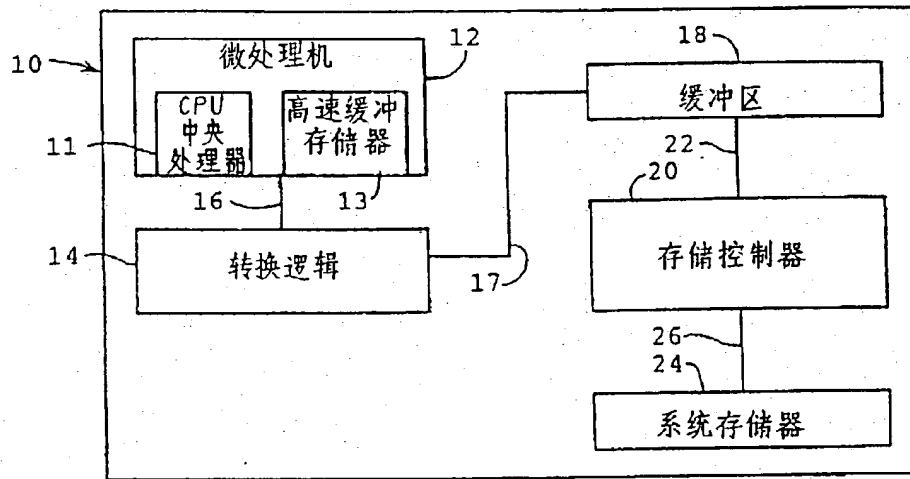 10
微处理机
12
CPU
中央
处理器
11
高速缓冲
存储器
13
16
14
转换逻辑
17
18
缓冲区
22
20
存储控制器
26
24
系统存储器